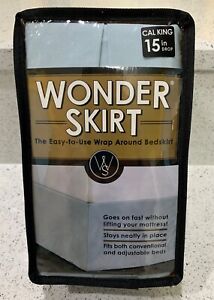 CAL KING
15 in
DROP
WONDER®
SKIRT
The Easy-to-Use Wrap Around Bedskirt
WS
Goes on fast without
lifting your mattress
Stays neatly in place
Fits both conventional
and adjustable beds